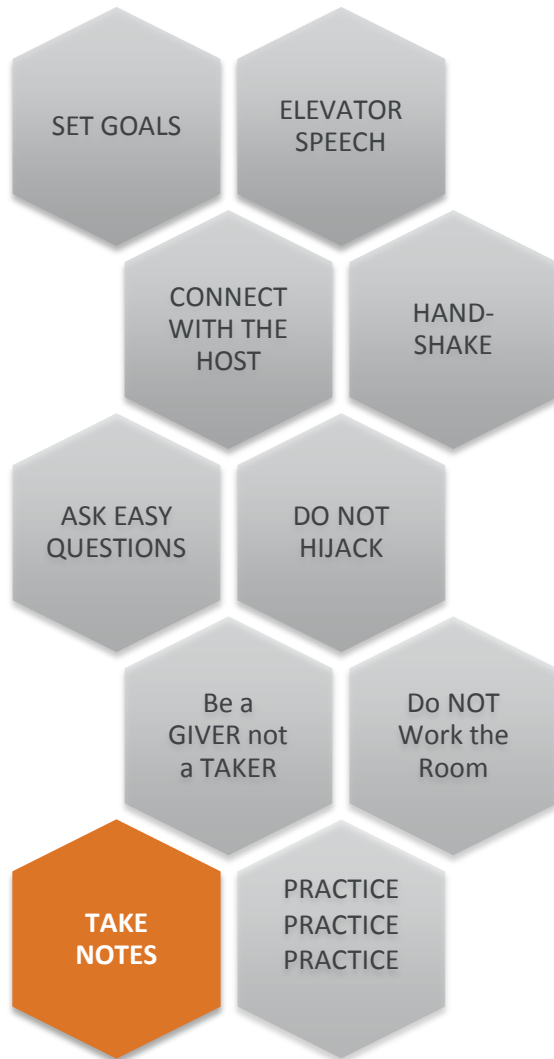 SET GOALS
ELEVATOR
SPEECH
CONNECT
WITH THE
HOST
HAND-
SHAKE
ASK EASY
QUESTIONS
DO NOT
HIJACK
Be a
GIVER not
a TAKER
Do NOT
Work the
Room
TAKE
NOTES
PRACTICE
PRACTICE
PRACTICE